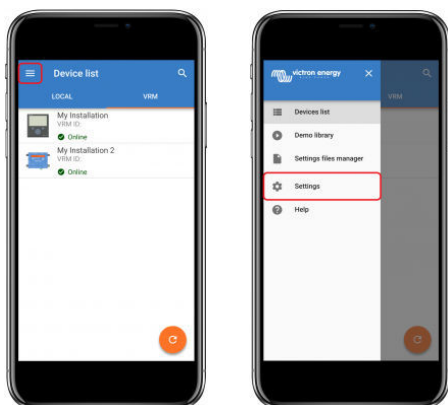 Device list
LOCAL
VRM
My Installation
VRM ID:
Online
My Installation 2
VRM ID:
Online
victron energy
VRM
Devices list
Demo library
Settings files manager
Settings
Help